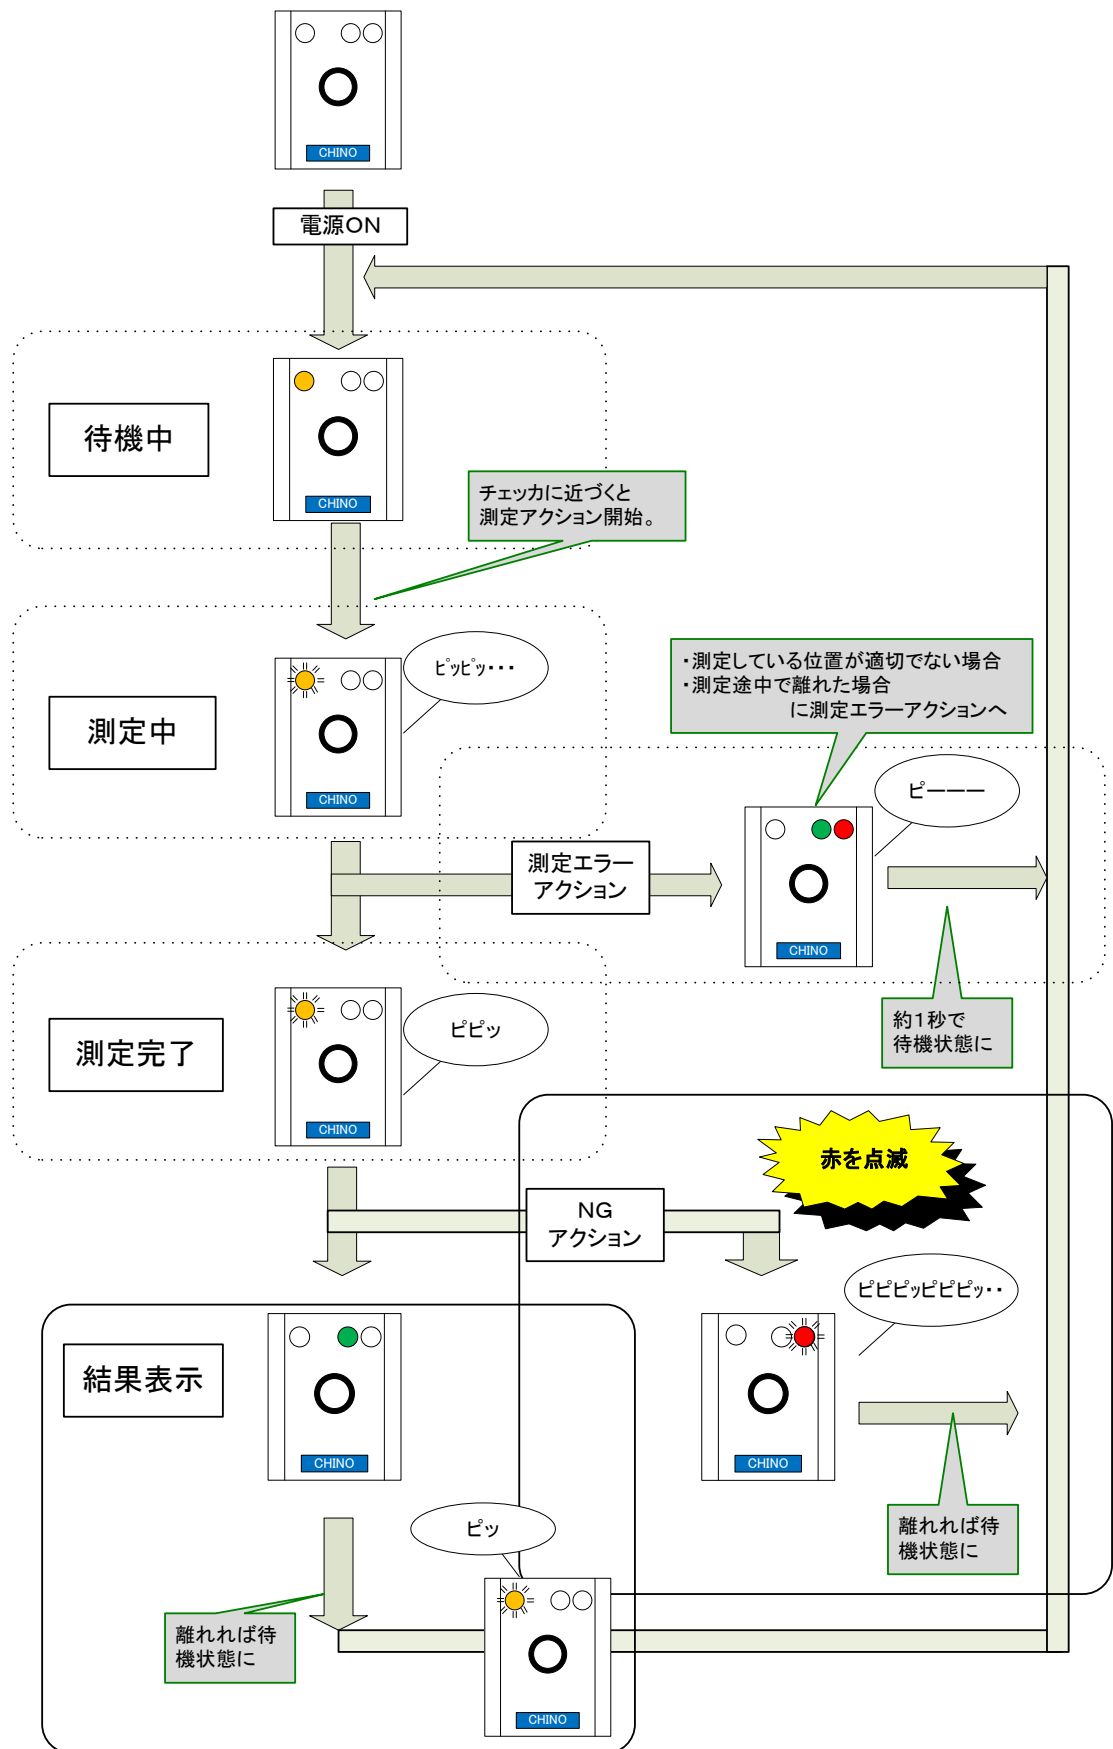 CHINO
電源ON
待機中
CHINO
チェッカに近づくと
測定アクション開始。
測定中
ピッピッ・・・
CHINO
・測定している位置が適切でない場合
・測定途中で離れた場合
に測定エラーアクションへ
測定エラー
アクション
ピーーー
CHINO
約1秒で
待機状態に
測定完了
ピピッ
CHINO
赤を点滅
NG
アクション
ピピピッピピピッ・・
結果表示
CHINO
CHINO
離れれば待
機状態に
ピッ
離れれば待
機状態に
CHINO